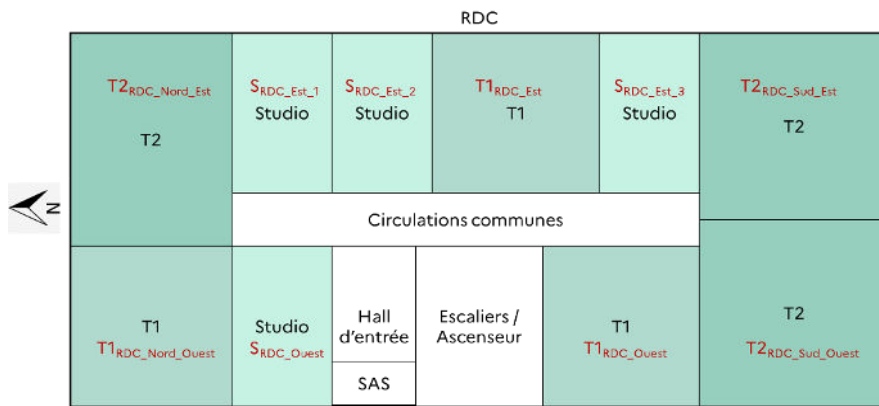 RDC
T2RDC_Nord_Est
T2
SRDC_Est_1
Studio
SRDC_Est_2
Studio
T1RDC_Est
T1
SRDC_Est_3
Studio
T2RDC_Sud_Est
T2
N
Circulations communes
T1
T1RDC_Nord_Ouest
Studio
SRDC_Ouest
Hall
d'entrée
SAS
Escaliers /
Ascenseur
T1
T1RDC_Ouest
T2
T2RDC_Sud_Ouest